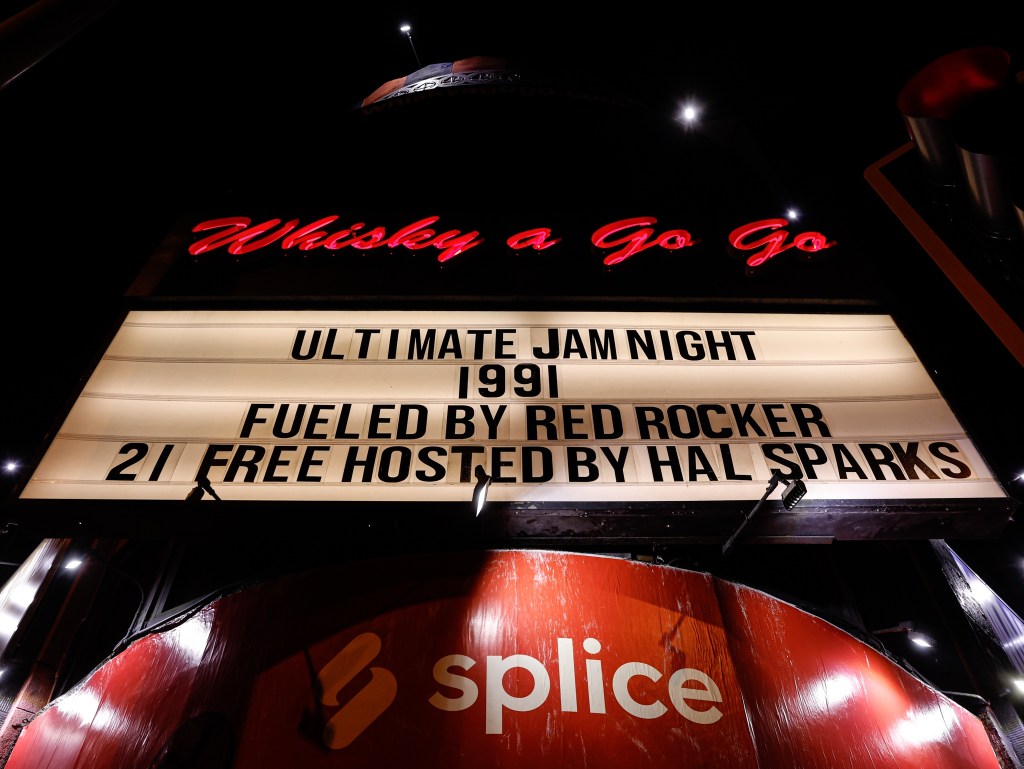 Whisky a Go Go
ULTIMATE JAM NIGHT
1991
FUELED BY RED ROCKER
21 FREE HOSTED BY HAL SPARKS
splice